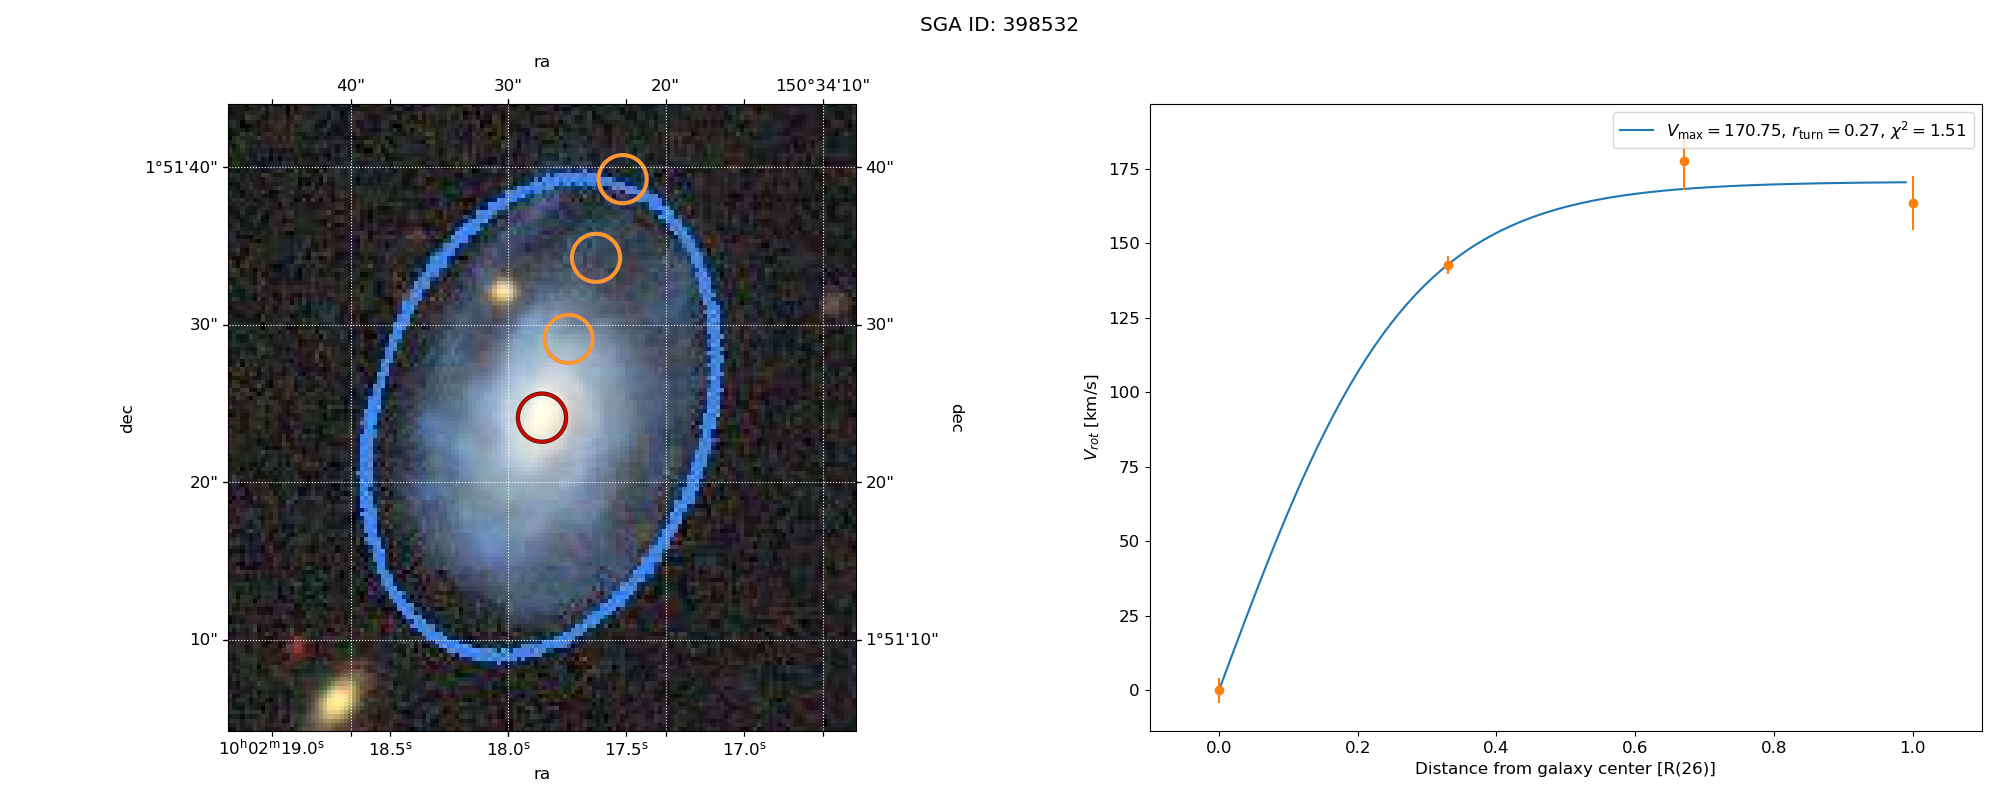 SGA ID: 398532
ra
40" 30" 20" 150°34'10"
1°51'40"
30"
20"
10"
dec
40"
30"
20"
1°51'10"
dec
10ʰ02ᵐ19.0ˢ 18.5ˢ 18.0ˢ 17.5ˢ 17.0ˢ
ra
V_max = 170.75, r_turn = 0.27, χ² = 1.51
175
150
125
100
75
50
25
0
V_rot [km/s]
0.0 0.2 0.4 0.6 0.8 1.0
Distance from galaxy center [R(26)]